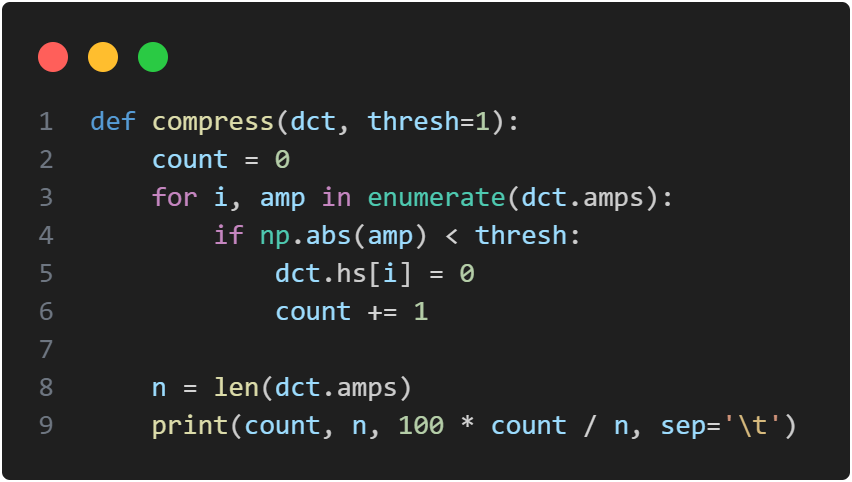 1 def compress(dct, thresh=1):
2     count = 0
3     for i, amp in enumerate(dct.amps):
4         if np.abs(amp) < thresh:
5             dct.hs[i] = 0
6             count += 1
7
8     n = len(dct.amps)
9     print(count, n, 100 * count / n, sep='\t')